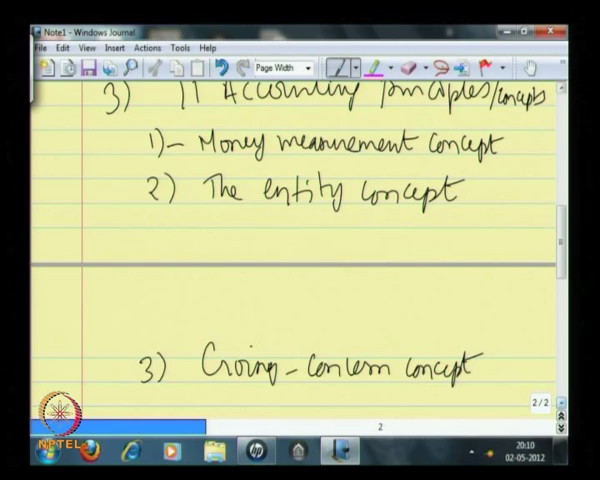 Note1 - Windows Journal
File Edit View Insert Actions Tools Help
Page Width
3) 11 Accounting principles/concepts
1)- Money measurement concept
2) The entity concept
3) Going-concern concept
2/2
2
NPTEL
20:10
02-05-2012